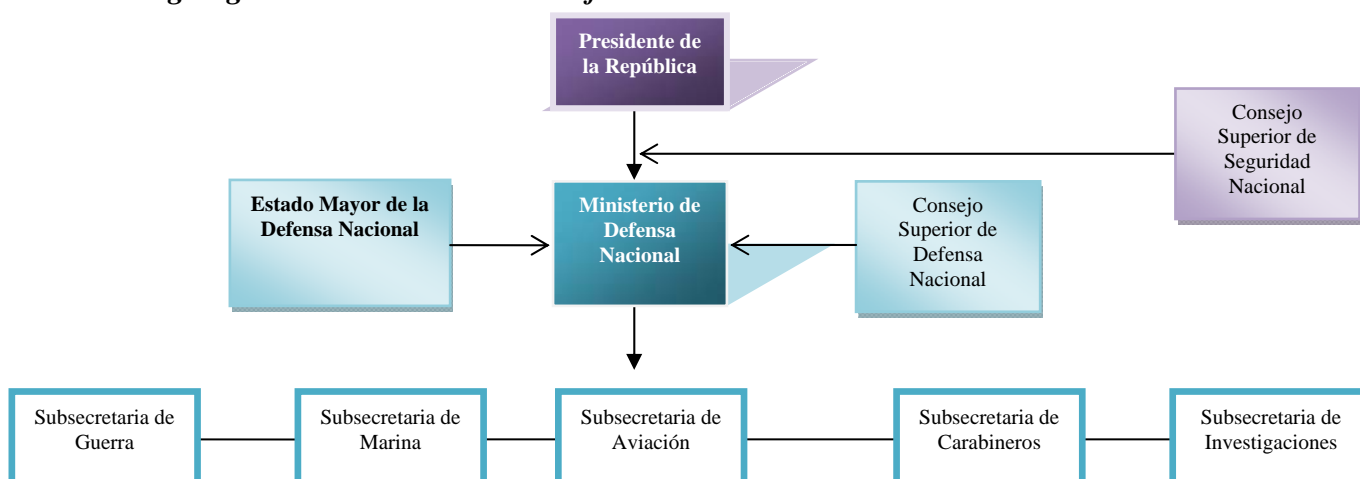 Presidente de
la República
Consejo
Superior de
Seguridad
Nacional
Estado Mayor de la
Defensa Nacional
Ministerio de
Defensa
Nacional
Consejo
Superior de
Defensa
Nacional
Subsecretaria de
Guerra
Subsecretaria de
Marina
Subsecretaria de
Aviación
Subsecretaria de
Carabineros
Subsecretaria de
Investigaciones